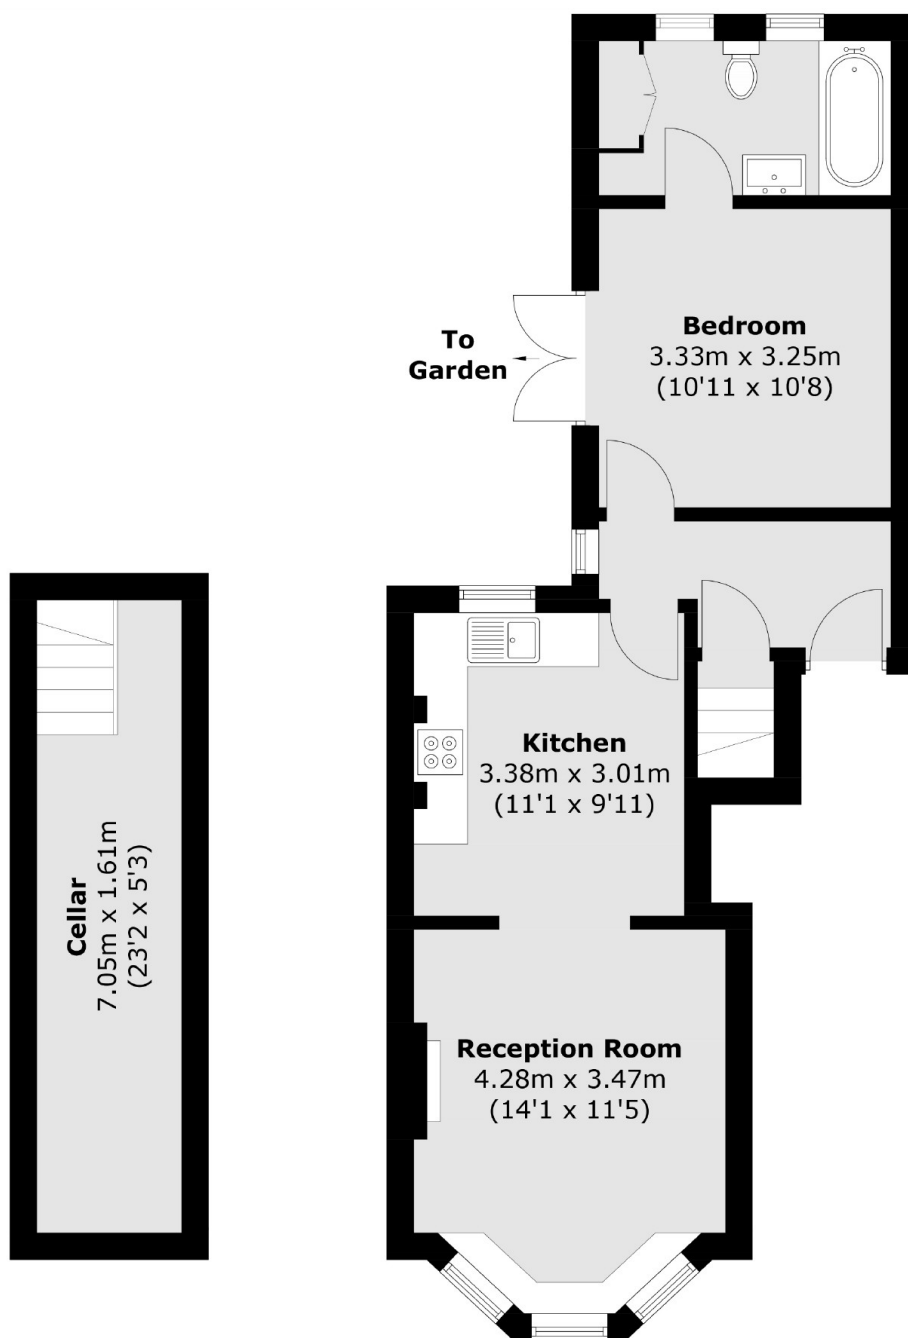 To
Garden
Bedroom
3.33m x 3.25m
(10'11 x 10'8)
Kitchen
3.38m x 3.01m
(11'1 x 9'11)
Cellar
7.05m x 1.61m
(23'2 x 5'3)
Reception Room
4.28m x 3.47m
(14'1 x 11'5)